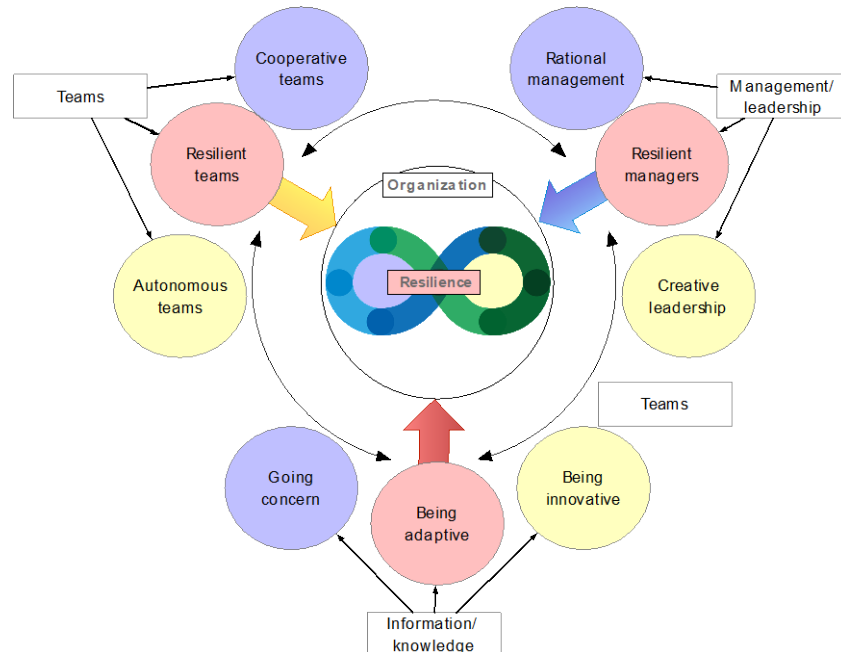 Cooperative
teams
Rational
management
Teams
Management/
leadership
Resilient
teams
Resilient
managers
Organization
Autonomous
teams
Resilience
Creative
leadership
Teams
Going
concern
Being
adaptive
Being
innovative
Information/
knowledge